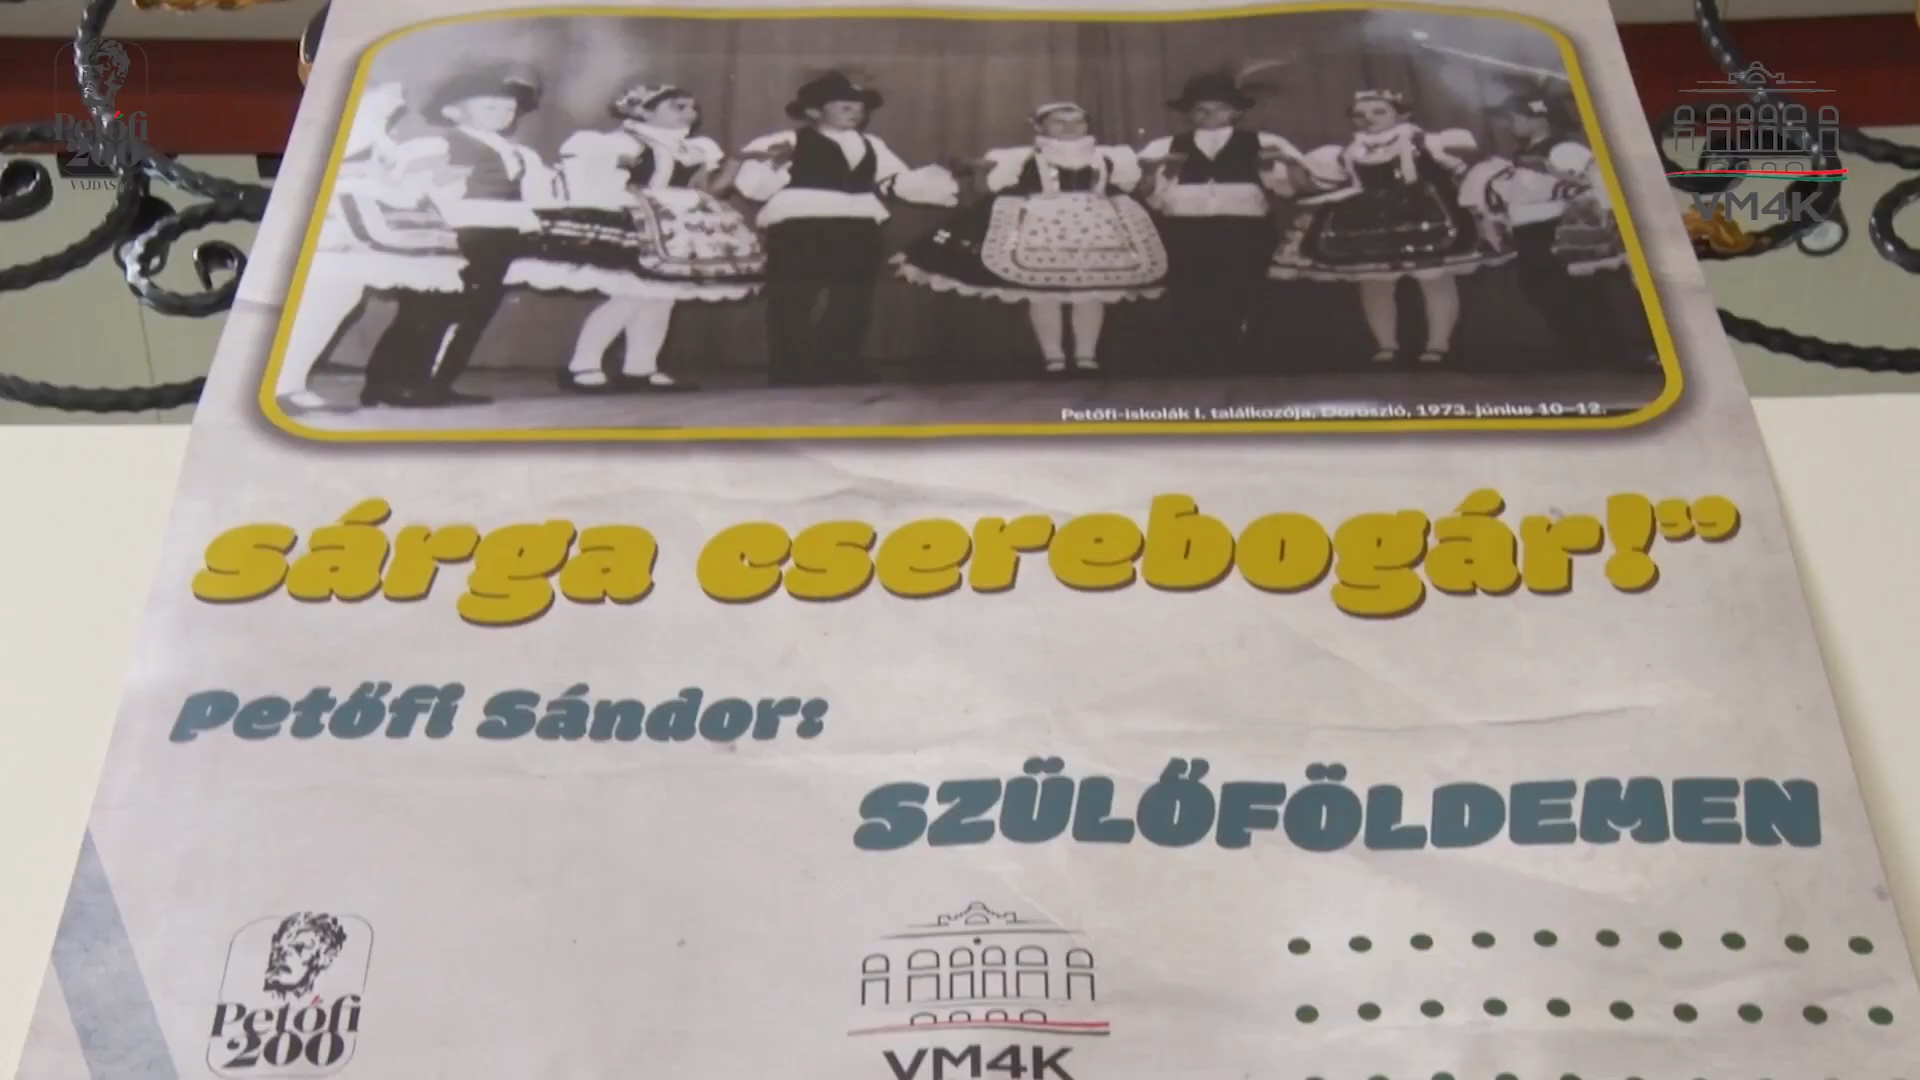 Petőfi
200
VAJDASÁG
VM4K
Petőfi-iskolák I. találkozója, Doroszló, 1973. június 10–12.
sárga cserebogár!”
Petőfi Sándor:
SZÜLŐFÖLDEMEN
Petőfi
200
VM4K